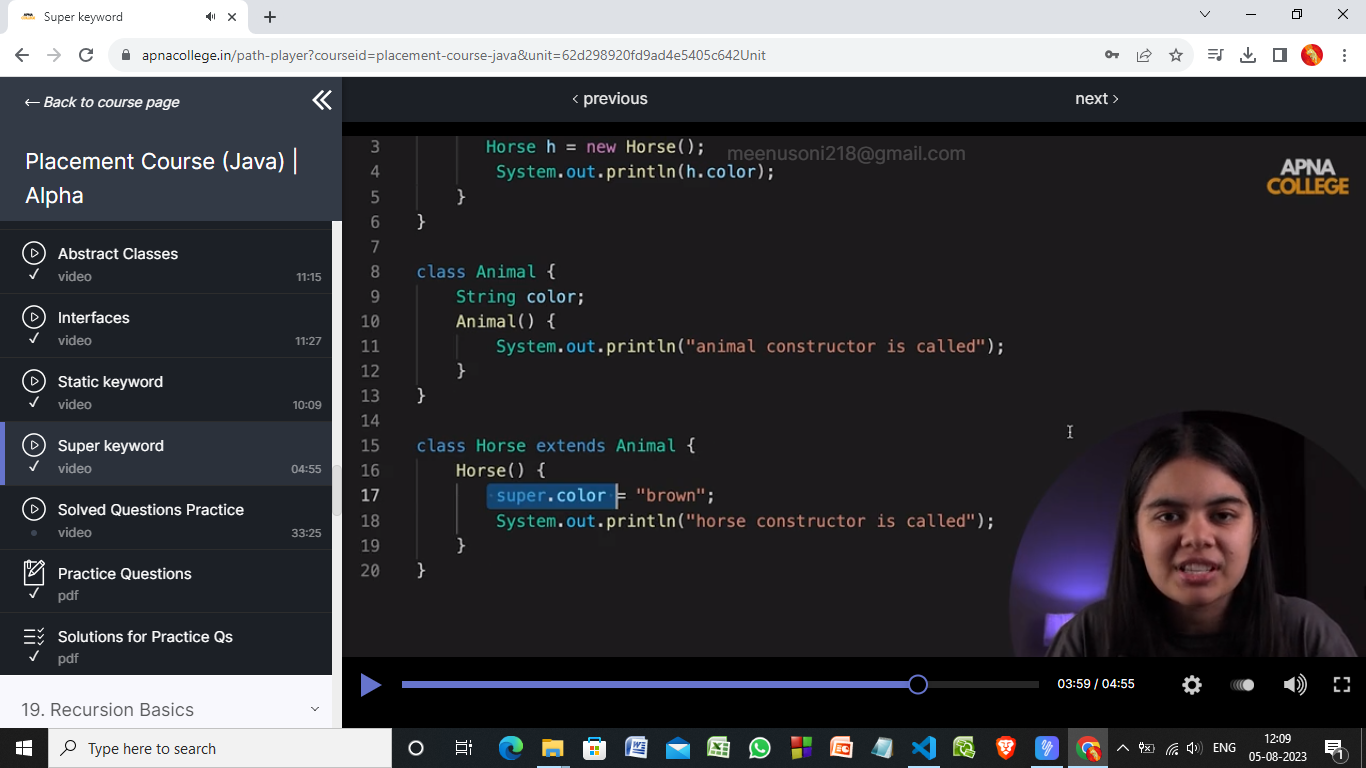 Super keyword
apnacollege.in/path-player?courseid=placement-course-java&unit=62d298920fd9ad4e5405c642Unit
← Back to course page
Placement Course (Java) |
Alpha
Abstract Classes
video 11:15
Interfaces
video 11:27
Static keyword
video 10:09
Super keyword
video 04:55
Solved Questions Practice
video 33:25
Practice Questions
pdf
Solutions for Practice Qs
pdf
19. Recursion Basics
‹ previous
next ›
3 Horse h = new Horse();
meenusoni218@gmail.com
4 System.out.println(h.color);
5 }
6 }
7
8 class Animal {
9 String color;
10 Animal() {
11 System.out.println("animal constructor is called");
12 }
13 }
14
15 class Horse extends Animal {
16 Horse() {
17 super.color = "brown";
18 System.out.println("horse constructor is called");
19 }
20 }
APNA
COLLEGE
03:59 / 04:55
Type here to search
ENG
12:09
05-08-2023
1